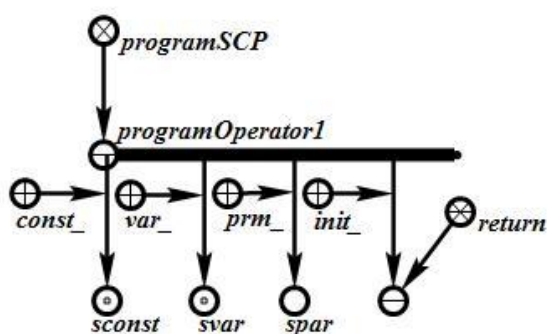 programSCP
programOperator1
const_ var_ prm_ init_
return
sconst svar spar